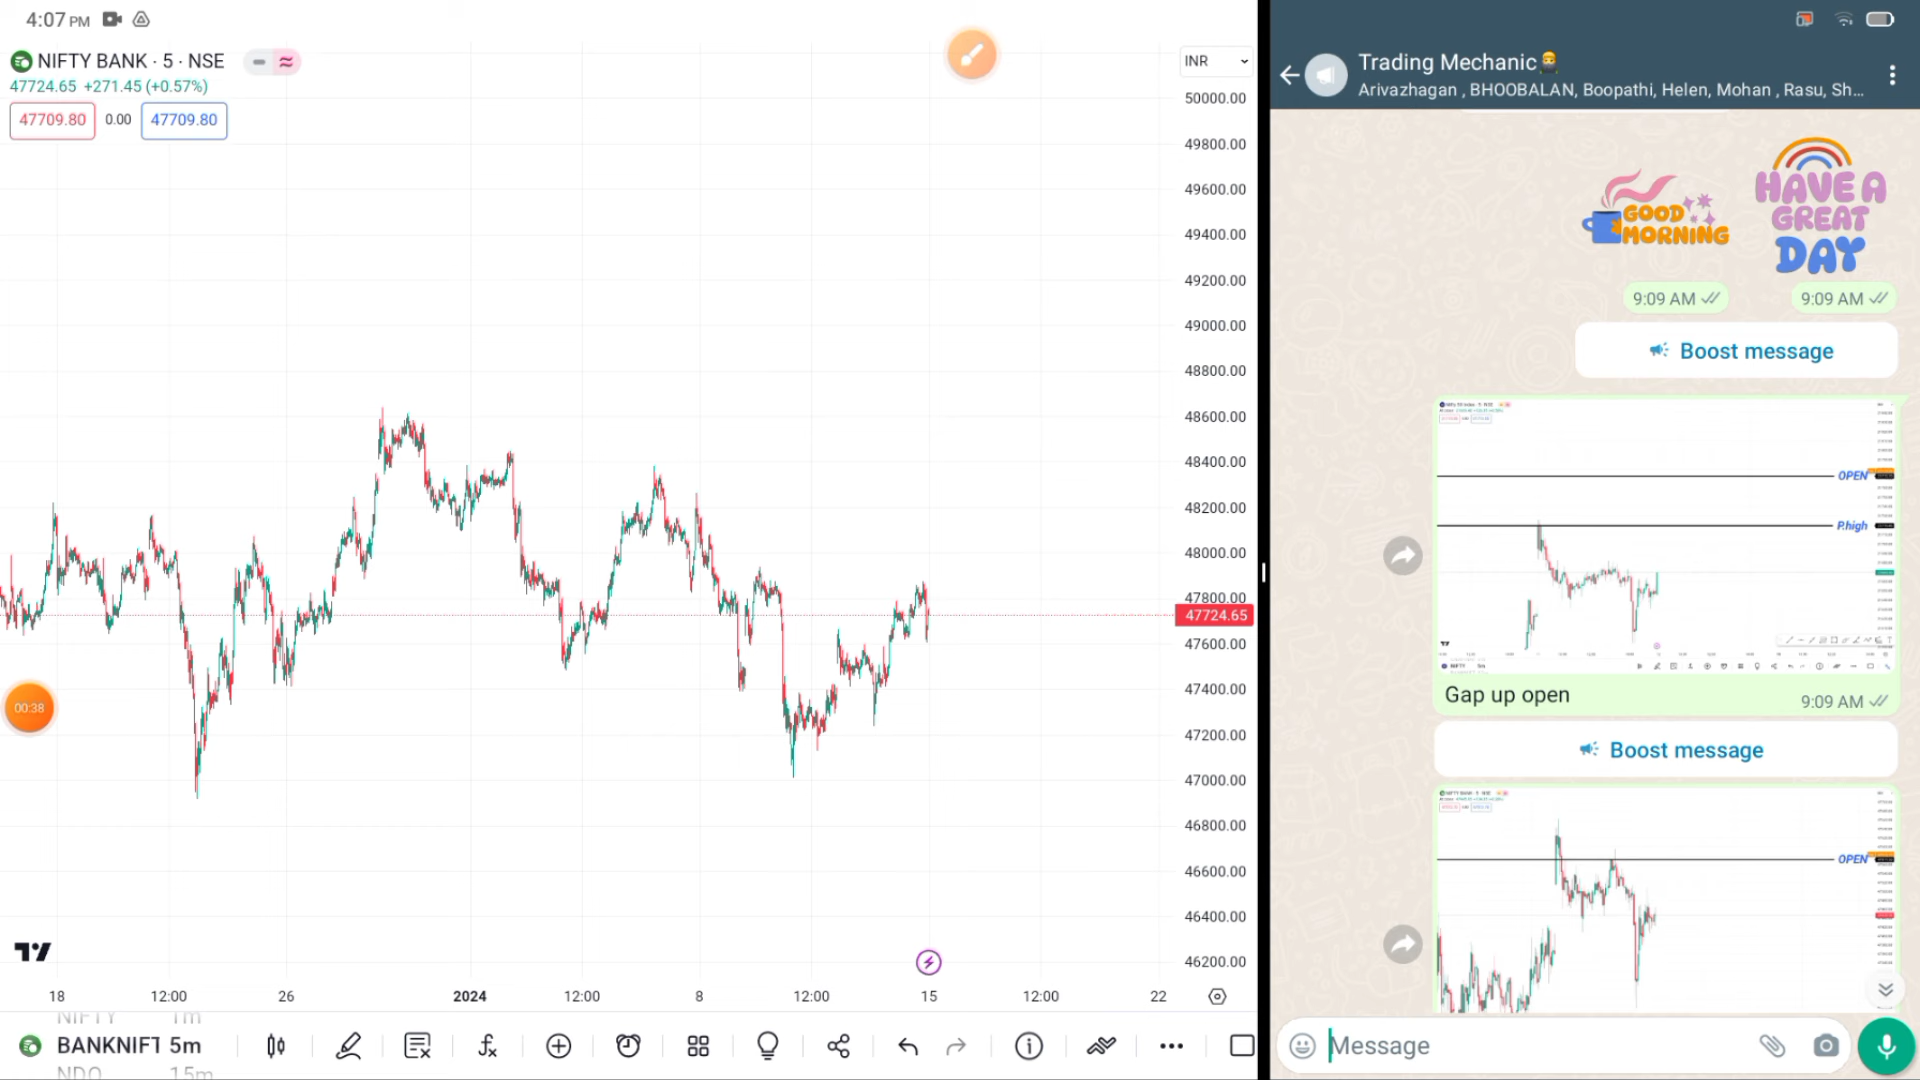 4:07 PM
NIFTY BANK · 5 · NSE
47724.65 +271.45 (+0.57%)
47709.80 0.00 47709.80
INR
50000.00
49800.00
49600.00
49400.00
49200.00
49000.00
48800.00
48600.00
48400.00
48200.00
48000.00
47800.00
47724.65
47600.00
47400.00
47200.00
47000.00
46800.00
46600.00
46400.00
46200.00
00:38
18 12:00 26 2024 12:00 8 12:00 15 12:00 22
NIFTY 1m
BANKNIFT 5m
NDQ 15m
Trading Mechanic
Arivazhagan , BHOOBALAN, Boopathi, Helen, Mohan , Rasu, Sh...
GOOD MORNING
HAVE A GREAT DAY
9:09 AM
9:09 AM
Boost message
OPEN
P.high
Gap up open
9:09 AM
Boost message
OPEN
Message